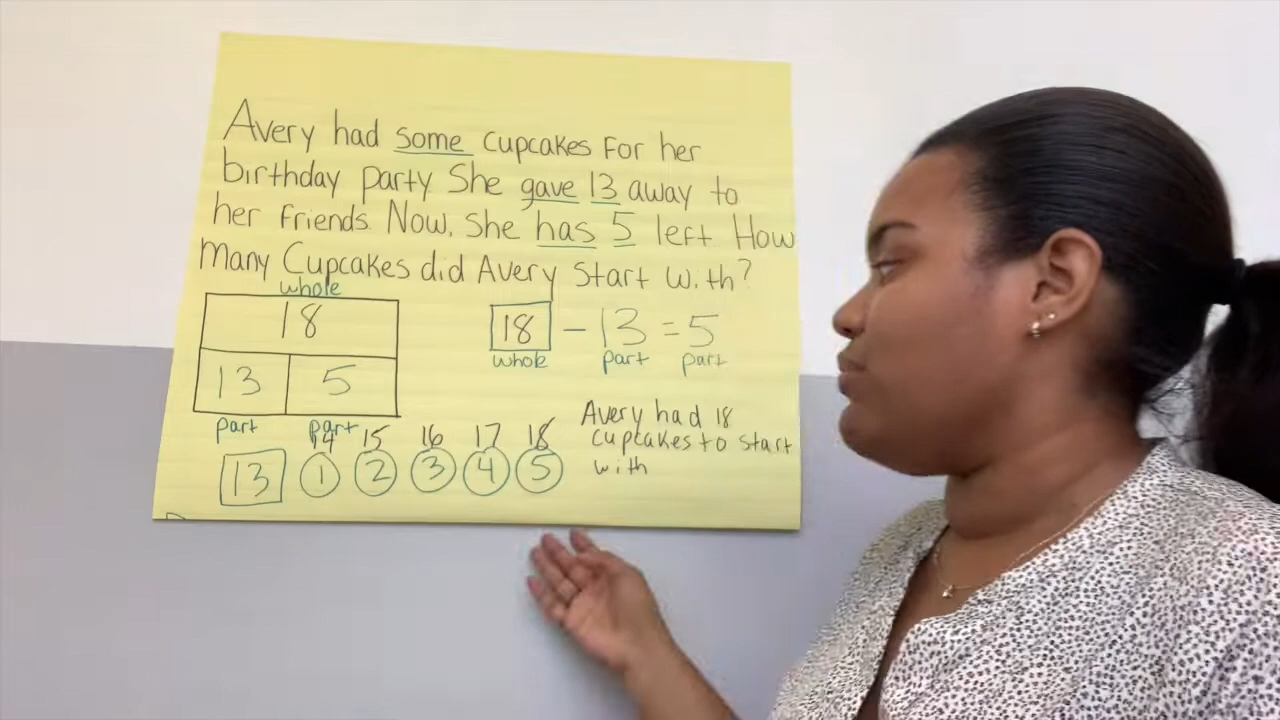 Avery had some cupcakes for her
birthday party She gave 13 away to
her friends. Now, she has 5 left. How
Many Cupcakes did Avery Start with?
whole
18
13 5
part part
18 - 13 = 5
whole part part
14 15 16 17 18
13 1 2 3 4 5
Avery had 18
cupcakes to start
with